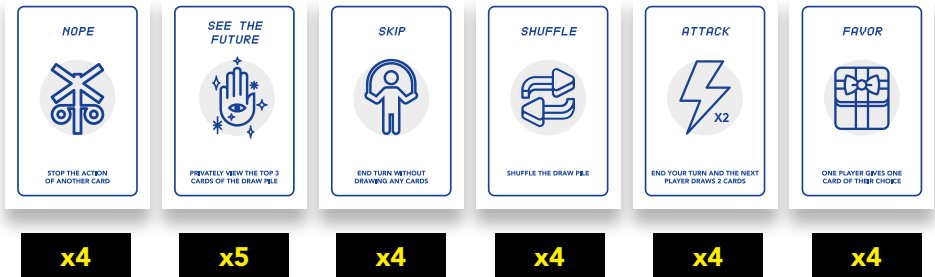 NOPE
STOP THE ACTION
OF ANOTHER CARD
x4
SEE THE
FUTURE
PRIVATELY VIEW THE TOP 3
CARDS OF THE DRAW PILE
x5
SKIP
END TURN WITHOUT
DRAWING ANY CARDS
x4
SHUFFLE
SHUFFLE THE DRAW PILE
x4
ATTACK
X2
END YOUR TURN AND THE NEXT
PLAYER DRAWS 2 CARDS
x4
FAVOR
ONE PLAYER GIVES ONE
CARD OF THEIR CHOICE
x4